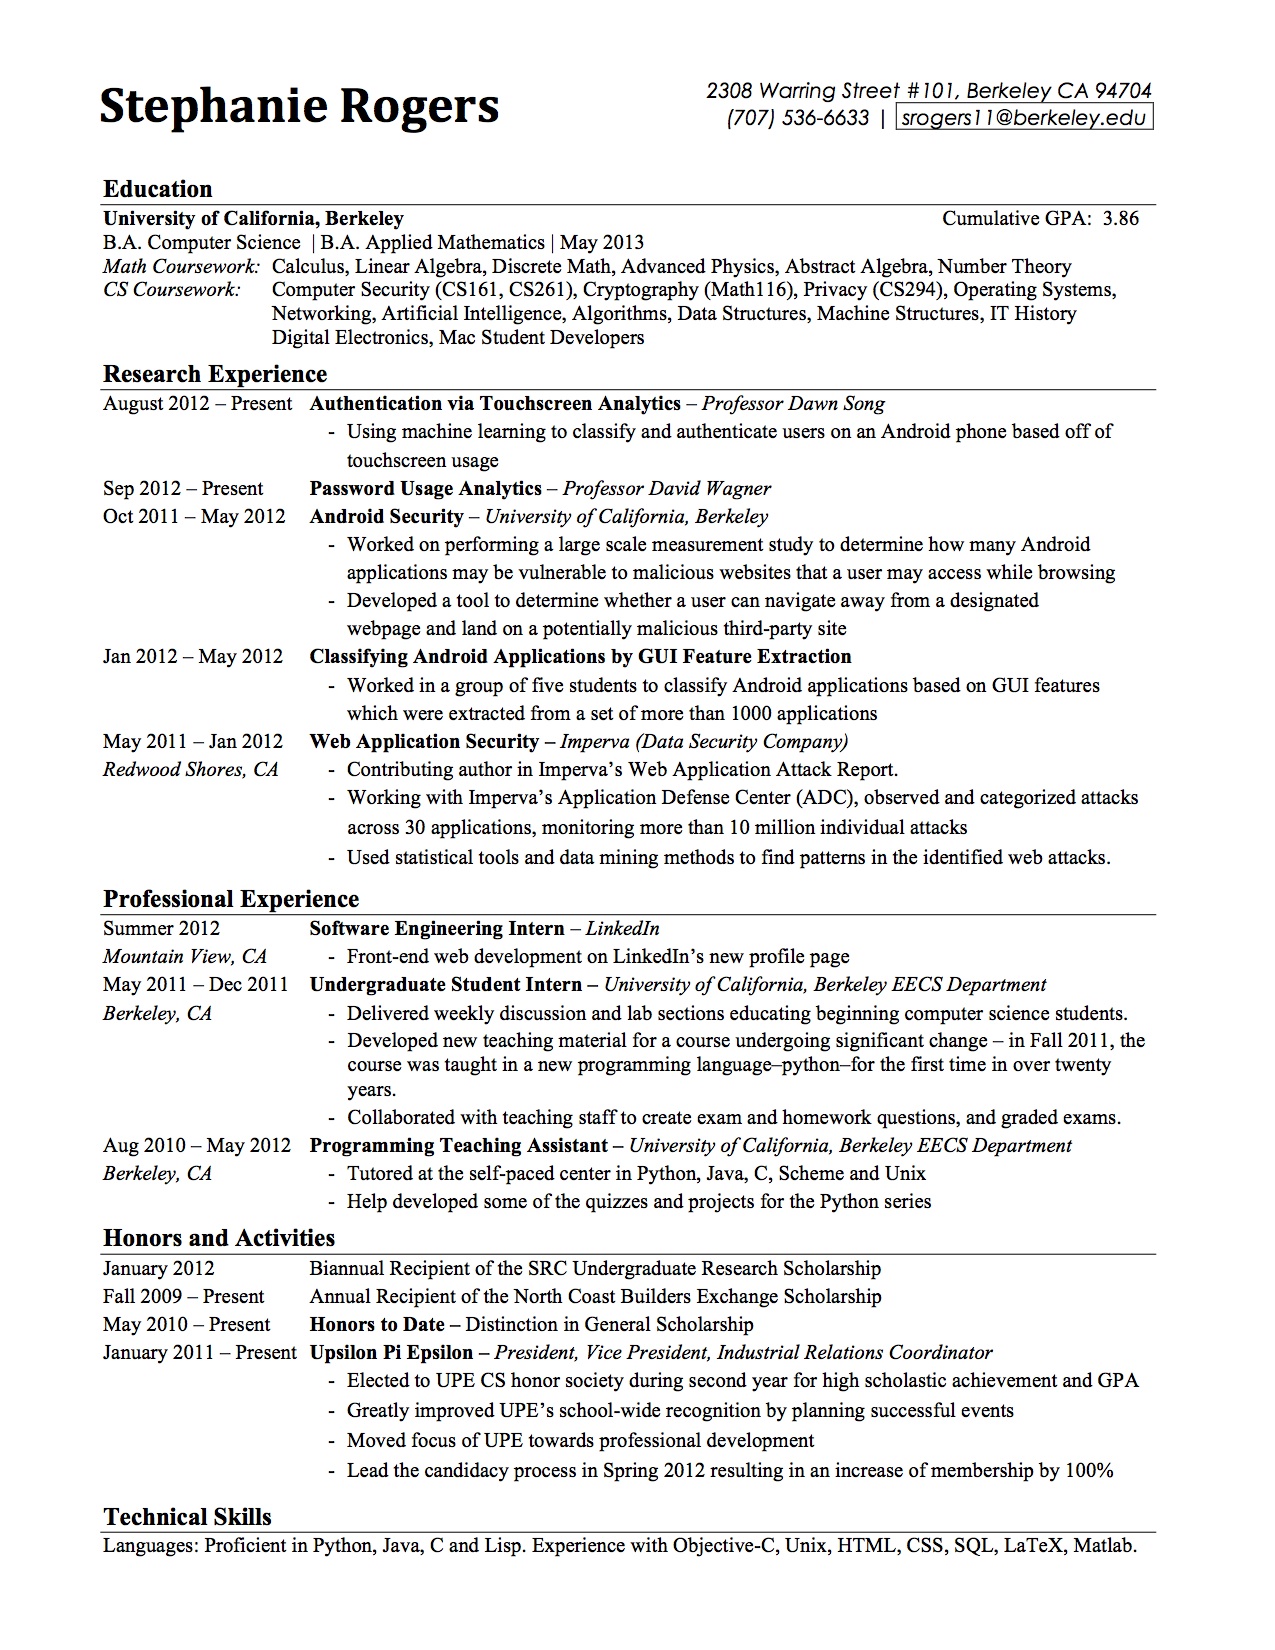 Stephanie Rogers
2308 Warring Street #101, Berkeley CA 94704
(707) 536-6633 | srogers11@berkeley.edu
Education
University of California, Berkeley Cumulative GPA: 3.86
B.A. Computer Science | B.A. Applied Mathematics | May 2013
Math Coursework: Calculus, Linear Algebra, Discrete Math, Advanced Physics, Abstract Algebra, Number Theory
CS Coursework: Computer Security (CS161, CS261), Cryptography (Math116), Privacy (CS294), Operating Systems,
Networking, Artificial Intelligence, Algorithms, Data Structures, Machine Structures, IT History
Digital Electronics, Mac Student Developers
Research Experience
August 2012 – Present Authentication via Touchscreen Analytics – Professor Dawn Song
- Using machine learning to classify and authenticate users on an Android phone based off of
touchscreen usage
Sep 2012 – Present Password Usage Analytics – Professor David Wagner
Oct 2011 – May 2012 Android Security – University of California, Berkeley
- Worked on performing a large scale measurement study to determine how many Android
applications may be vulnerable to malicious websites that a user may access while browsing
- Developed a tool to determine whether a user can navigate away from a designated
webpage and land on a potentially malicious third-party site
Jan 2012 – May 2012 Classifying Android Applications by GUI Feature Extraction
- Worked in a group of five students to classify Android applications based on GUI features
which were extracted from a set of more than 1000 applications
May 2011 – Jan 2012 Web Application Security – Imperva (Data Security Company)
Redwood Shores, CA - Contributing author in Imperva’s Web Application Attack Report.
- Working with Imperva’s Application Defense Center (ADC), observed and categorized attacks
across 30 applications, monitoring more than 10 million individual attacks
- Used statistical tools and data mining methods to find patterns in the identified web attacks.
Professional Experience
Summer 2012 Software Engineering Intern – LinkedIn
Mountain View, CA - Front-end web development on LinkedIn’s new profile page
May 2011 – Dec 2011 Undergraduate Student Intern – University of California, Berkeley EECS Department
Berkeley, CA - Delivered weekly discussion and lab sections educating beginning computer science students.
- Developed new teaching material for a course undergoing significant change – in Fall 2011, the
course was taught in a new programming language–python–for the first time in over twenty
years.
- Collaborated with teaching staff to create exam and homework questions, and graded exams.
Aug 2010 – May 2012 Programming Teaching Assistant – University of California, Berkeley EECS Department
Berkeley, CA - Tutored at the self-paced center in Python, Java, C, Scheme and Unix
- Help developed some of the quizzes and projects for the Python series
Honors and Activities
January 2012 Biannual Recipient of the SRC Undergraduate Research Scholarship
Fall 2009 – Present Annual Recipient of the North Coast Builders Exchange Scholarship
May 2010 – Present Honors to Date – Distinction in General Scholarship
January 2011 – Present Upsilon Pi Epsilon – President, Vice President, Industrial Relations Coordinator
- Elected to UPE CS honor society during second year for high scholastic achievement and GPA
- Greatly improved UPE’s school-wide recognition by planning successful events
- Moved focus of UPE towards professional development
- Lead the candidacy process in Spring 2012 resulting in an increase of membership by 100%
Technical Skills
Languages: Proficient in Python, Java, C and Lisp. Experience with Objective-C, Unix, HTML, CSS, SQL, LaTeX, Matlab.